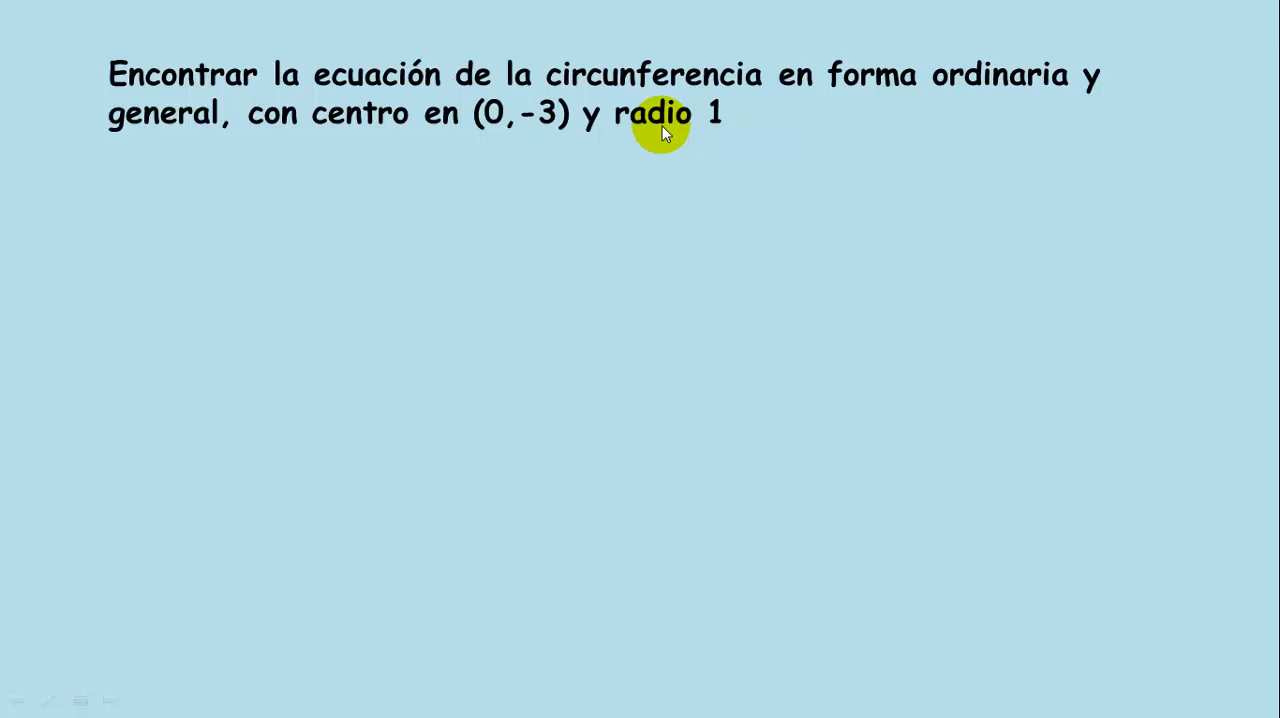 Encontrar la ecuación de la circunferencia en forma ordinaria y
general, con centro en (0,-3) y radio 1